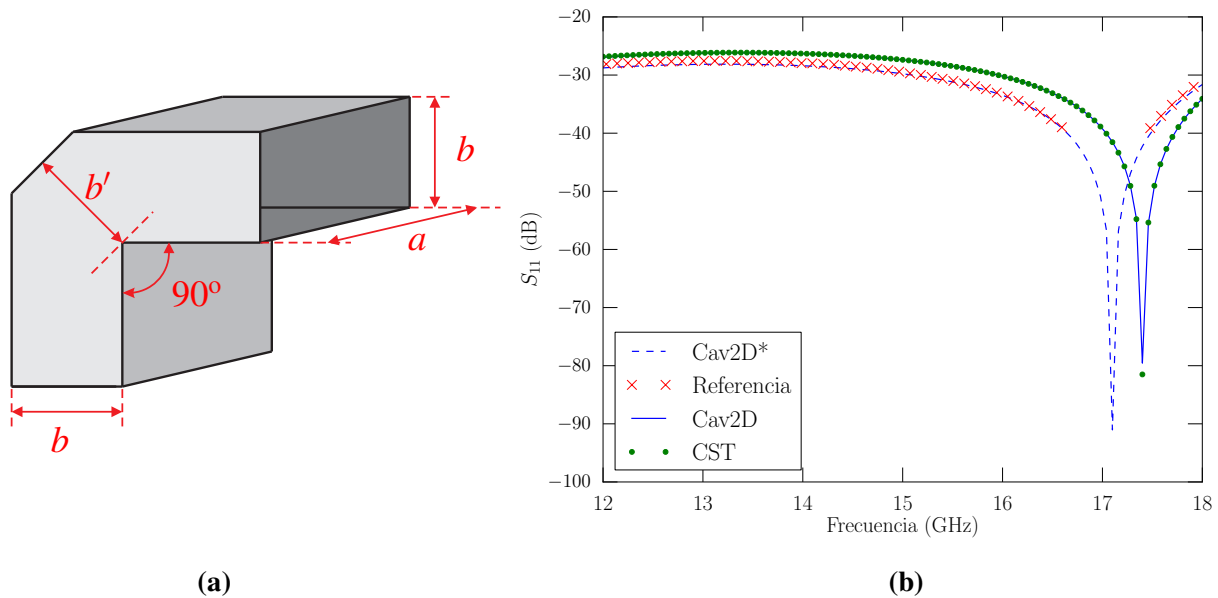 b
b′
a
90º
b
−20
−30
−40
−50
−60
−70
−80
−90
−100
S11 (dB)
Cav2D*
Referencia
Cav2D
CST
12 13 14 15 16 17 18
Frecuencia (GHz)
(a) (b)